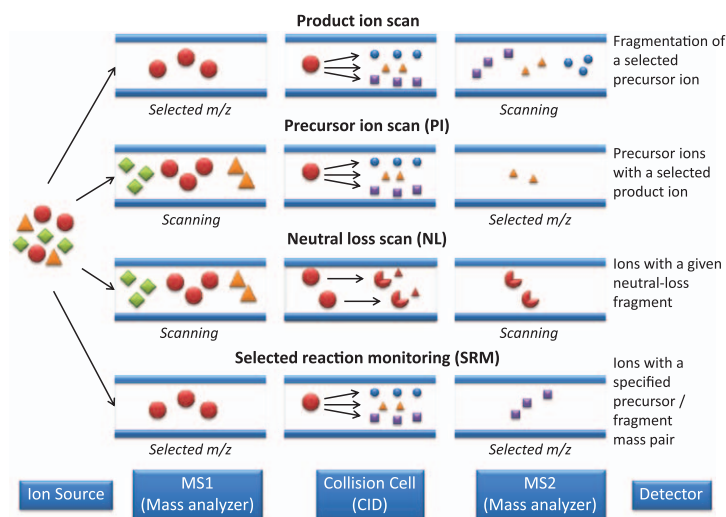 Product ion scan
Fragmentation of
a selected
precursor ion
Selected m/z
Scanning
Precursor ion scan (PI)
Precursor ions
with a selected
product ion
Scanning
Selected m/z
Neutral loss scan (NL)
Ions with a given
neutral-loss
fragment
Scanning
Scanning
Selected reaction monitoring (SRM)
Ions with a
specified
precursor /
fragment
mass pair
Selected m/z
Selected m/z
Ion Source
MS1
(Mass analyzer)
Collision Cell
(CID)
MS2
(Mass analyzer)
Detector